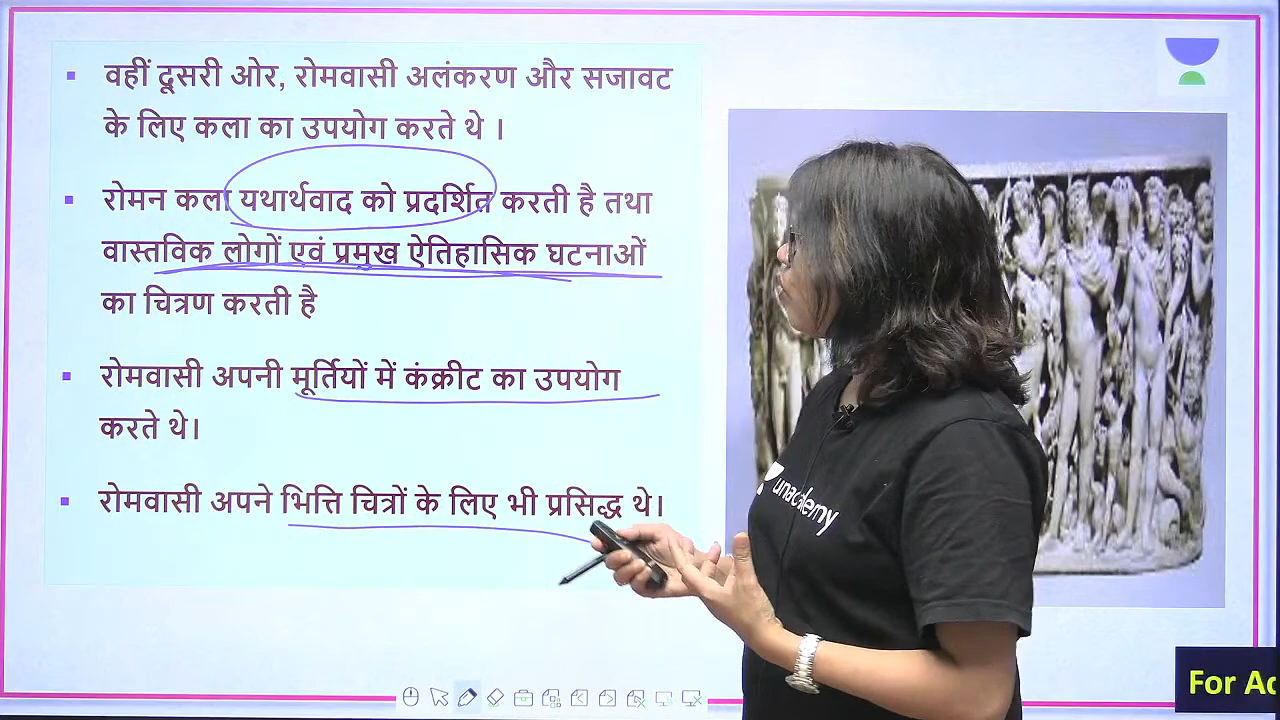 वहीं दूसरी ओर, रोमवासी अलंकरण और सजावट
के लिए कला का उपयोग करते थे ।
रोमन कला यथार्थवाद को प्रदर्शित करती है तथा
वास्तविक लोगों एवं प्रमुख ऐतिहासिक घटनाओं
का चित्रण करती है
रोमवासी अपनी मूर्तियों में कंक्रीट का उपयोग
करते थे।
रोमवासी अपने भित्ति चित्रों के लिए भी प्रसिद्ध थे।
unacademy
For Ad